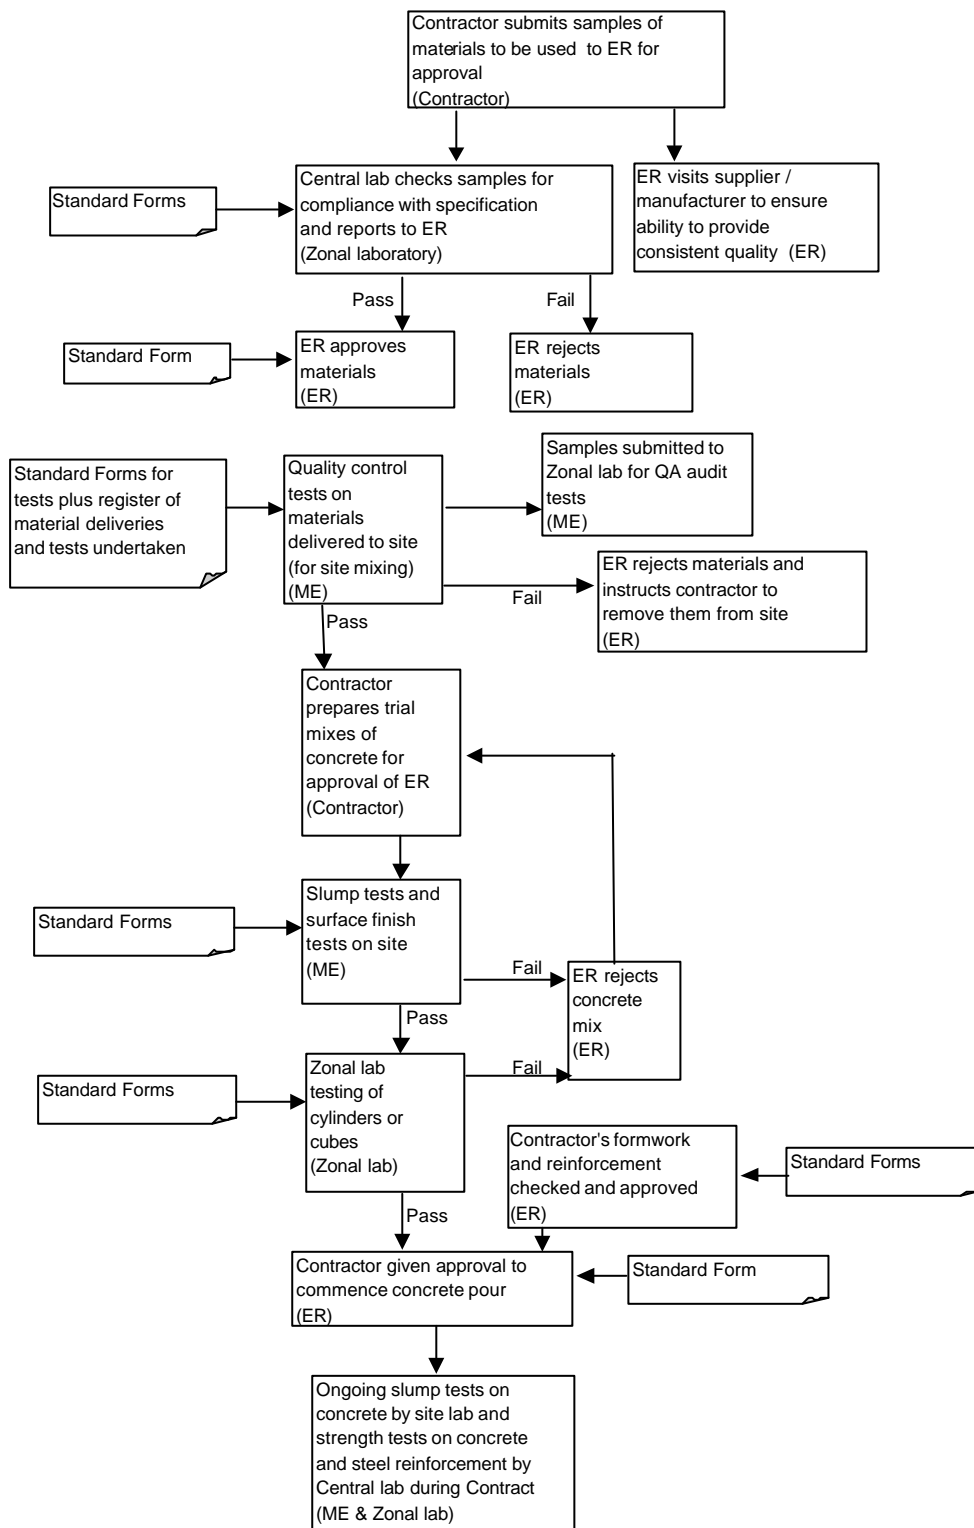 Contractor submits samples of
materials to be used to ER for
approval
(Contractor)
Standard Forms
Central lab checks samples for
compliance with specification
and reports to ER
(Zonal laboratory)
ER visits supplier /
manufacturer to ensure
ability to provide
consistent quality (ER)
Pass
Fail
Standard Form
ER approves
materials
(ER)
ER rejects
materials
(ER)
Standard Forms for
tests plus register of
material deliveries
and tests undertaken
Quality control
tests on
materials
delivered to site
(for site mixing)
(ME)
Samples submitted to
Zonal lab for QA audit
tests
(ME)
Fail
ER rejects materials and
instructs contractor to
remove them from site
(ER)
Pass
Contractor
prepares trial
mixes of
concrete for
approval of ER
(Contractor)
Standard Forms
Slump tests and
surface finish
tests on site
(ME)
Fail
ER rejects
concrete
mix
(ER)
Pass
Standard Forms
Zonal lab
testing of
cylinders or
cubes
(Zonal lab)
Fail
Contractor's formwork
and reinforcement
checked and approved
(ER)
Standard Forms
Pass
Contractor given approval to
commence concrete pour
(ER)
Standard Form
Ongoing slump tests on
concrete by site lab and
strength tests on concrete
and steel reinforcement by
Central lab during Contract
(ME & Zonal lab)